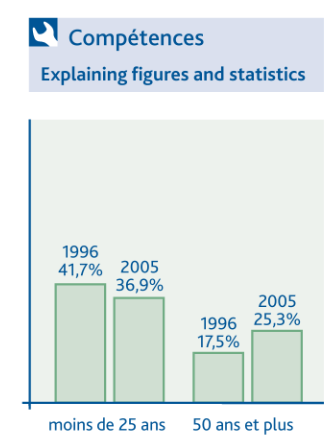 Compétences
Explaining figures and statistics
1996
41,7%
2005
36,9%
1996
17,5%
2005
25,3%
moins de 25 ans
50 ans et plus